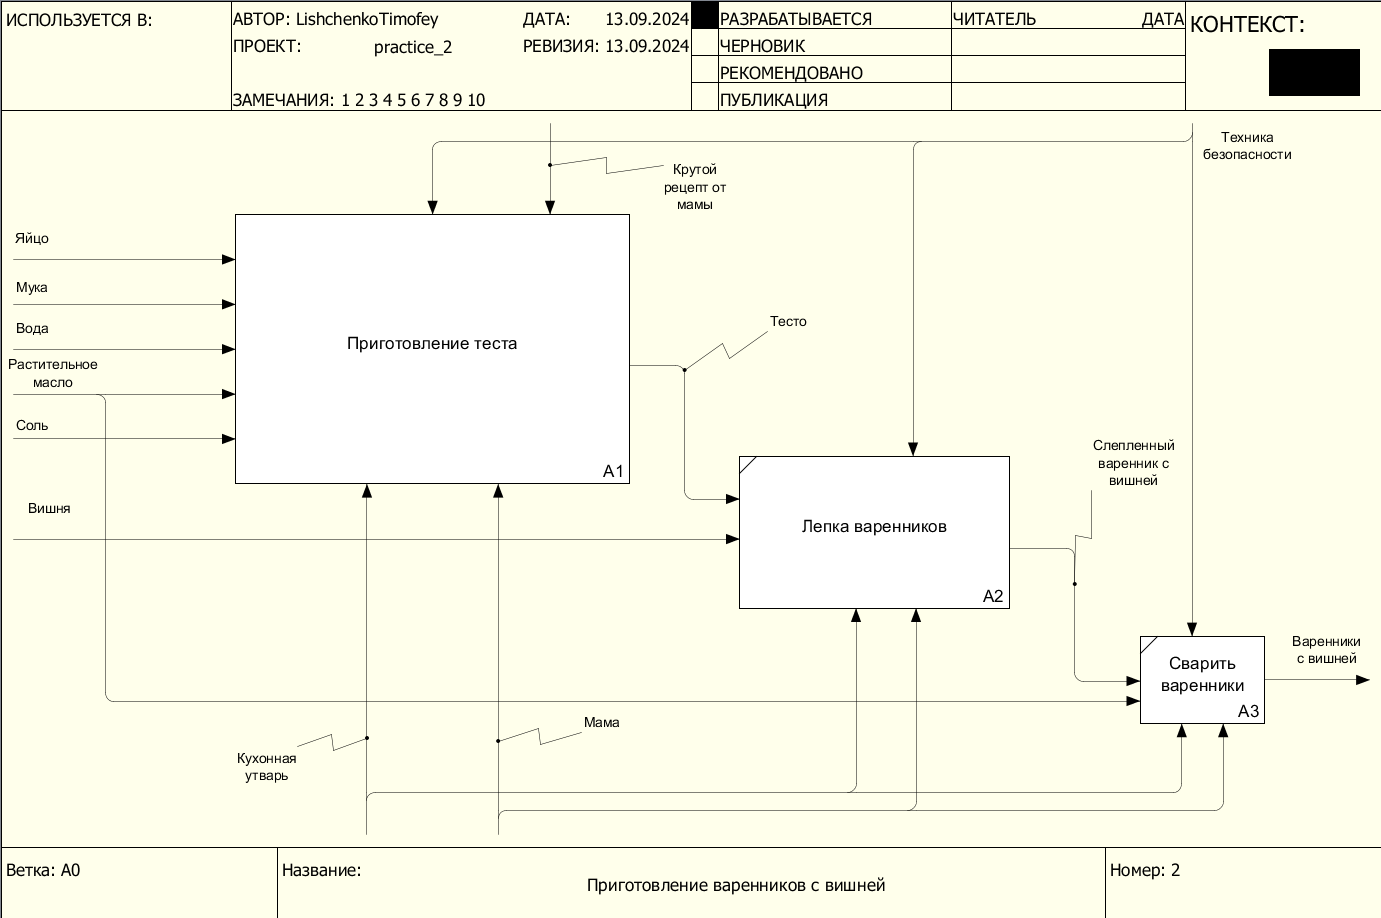 ИСПОЛЬЗУЕТСЯ В:
АВТОР: LishchenkoTimofey
ДАТА: 13.09.2024
ПРОЕКТ: practice_2
РЕВИЗИЯ: 13.09.2024
ЗАМЕЧАНИЯ: 1 2 3 4 5 6 7 8 9 10
РАЗРАБАТЫВАЕТСЯ
ЧЕРНОВИК
РЕКОМЕНДОВАНО
ПУБЛИКАЦИЯ
ЧИТАТЕЛЬ
ДАТА
КОНТЕКСТ:
Техника
безопасности
Крутой
рецепт от
мамы
Яйцо
Мука
Вода
Растительное
масло
Соль
Приготовление теста
A1
Тесто
Вишня
Лепка варенников
A2
Слепленный
варенник с
вишней
Сварить
варенники
A3
Варенники
с вишней
Мама
Кухонная
утварь
Ветка: A0
Название:
Приготовление варенников с вишней
Номер: 2